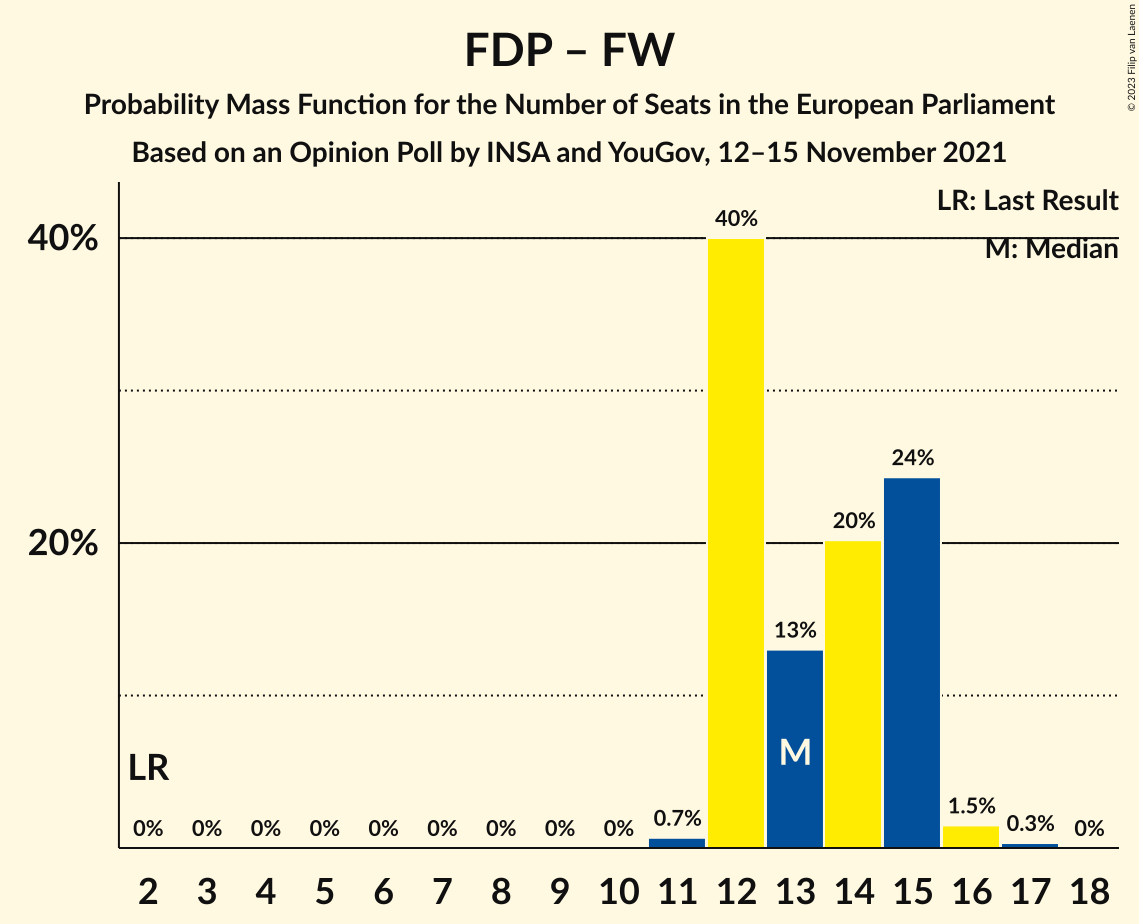 FDP – FW
Probability Mass Function for the Number of Seats in the European Parliament
Based on an Opinion Poll by INSA and YouGov, 12–15 November 2021
© 2023 Filip van Laenen
LR: Last Result
M: Median
40%
20%
40%
24%
20%
13%
M
LR
0% 0% 0% 0% 0% 0% 0% 0% 0% 0.7% 1.5% 0.3% 0%
2 3 4 5 6 7 8 9 10 11 12 13 14 15 16 17 18